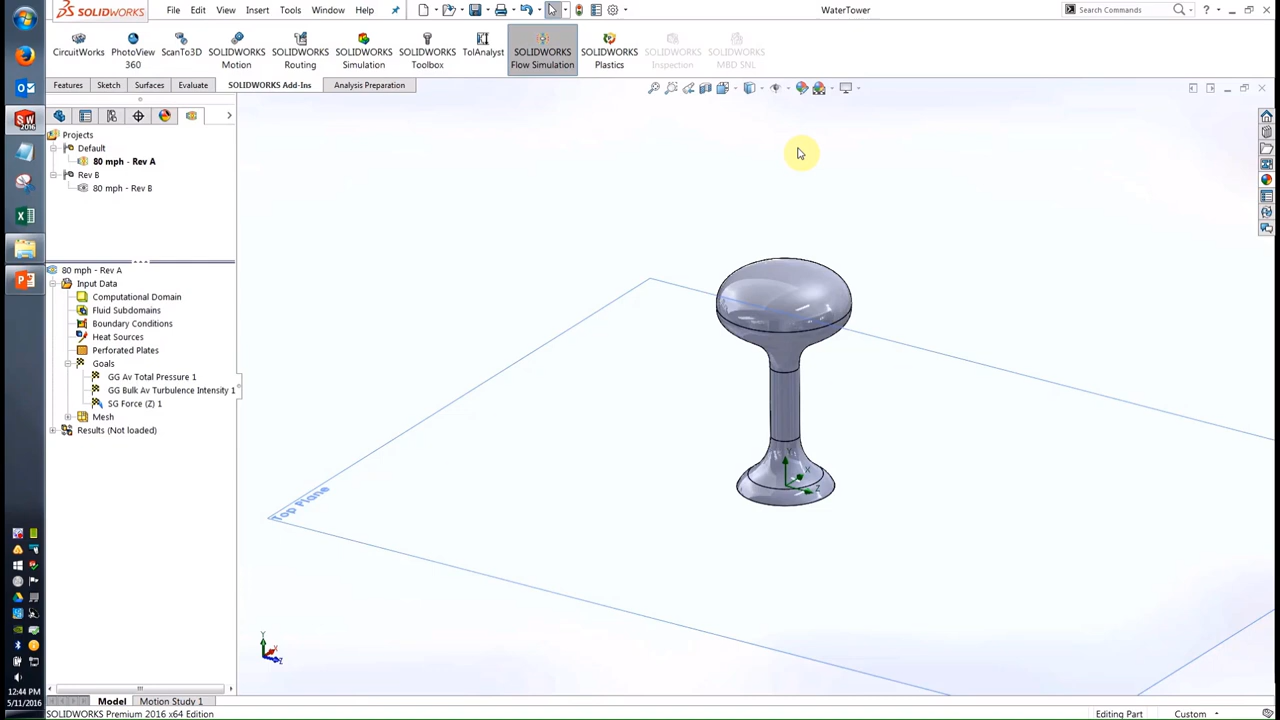 SOLIDWORKS
File Edit View Insert Tools Window Help
WaterTower
Search Commands
CircuitWorks
PhotoView 360
ScanTo3D
SOLIDWORKS Motion
SOLIDWORKS Routing
SOLIDWORKS Simulation
SOLIDWORKS Toolbox
TolAnalyst
SOLIDWORKS Flow Simulation
SOLIDWORKS Plastics
SOLIDWORKS Inspection
SOLIDWORKS MBD SNL
Features Sketch Surfaces Evaluate SOLIDWORKS Add-Ins Analysis Preparation
Projects
Default
80 mph - Rev A
Rev B
80 mph - Rev B
80 mph - Rev A
Input Data
Computational Domain
Fluid Subdomains
Boundary Conditions
Heat Sources
Perforated Plates
Goals
GG Av Total Pressure 1
GG Bulk Av Turbulence Intensity 1
SG Force (Z) 1
Mesh
Results (Not loaded)
Top Plane
Y
X
Z
Y
X
Z
12:44 PM
5/11/2016
Model Motion Study 1
SOLIDWORKS Premium 2016 x64 Edition
Editing Part
Custom